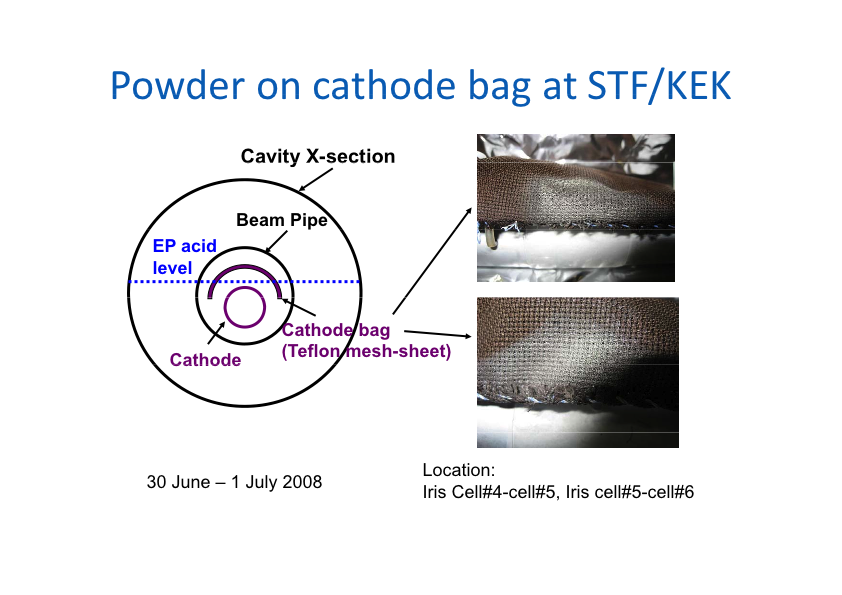 Powder on cathode bag at STF/KEK
Cavity X-section
Beam Pipe
EP acid
level
Cathode bag
(Teflon mesh-sheet)
Cathode
30 June – 1 July 2008
Location:
Iris Cell#4-cell#5, Iris cell#5-cell#6